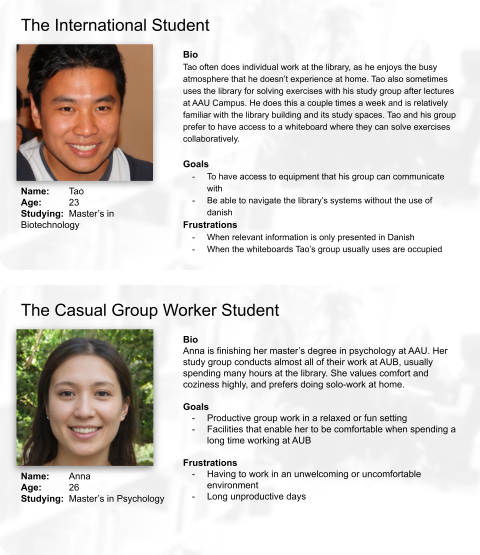 The International Student
Bio
Tao often does individual work at the library, as he enjoys the busy
atmosphere that he doesn't experience at home. Tao also sometimes
uses the library for solving exercises with his study group after lectures
at AAU Campus. He does this a couple times a week and is relatively
familiar with the library building and its study spaces. Tao and his group
prefer to have access to a whiteboard where they can solve exercises
collaboratively.
Goals
- To have access to equipment that his group can communicate
with
- Be able to navigate the library's systems without the use of
danish
Frustrations
- When relevant information is only presented in Danish
- When the whiteboards Tao's group usually uses are occupied
Name: Tao
Age: 23
Studying: Master's in
Biotechnology
The Casual Group Worker Student
Bio
Anna is finishing her master's degree in psychology at AAU. Her
study group conducts almost all of their work at AUB, usually
spending many hours at the library. She values comfort and
coziness highly, and prefers doing solo-work at home.
Goals
- Productive group work in a relaxed or fun setting
- Facilities that enable her to be comfortable when spending a
long time working at AUB
Frustrations
- Having to work in an unwelcoming or uncomfortable
environment
- Long unproductive days
Name: Anna
Age: 26
Studying: Master's in Psychology